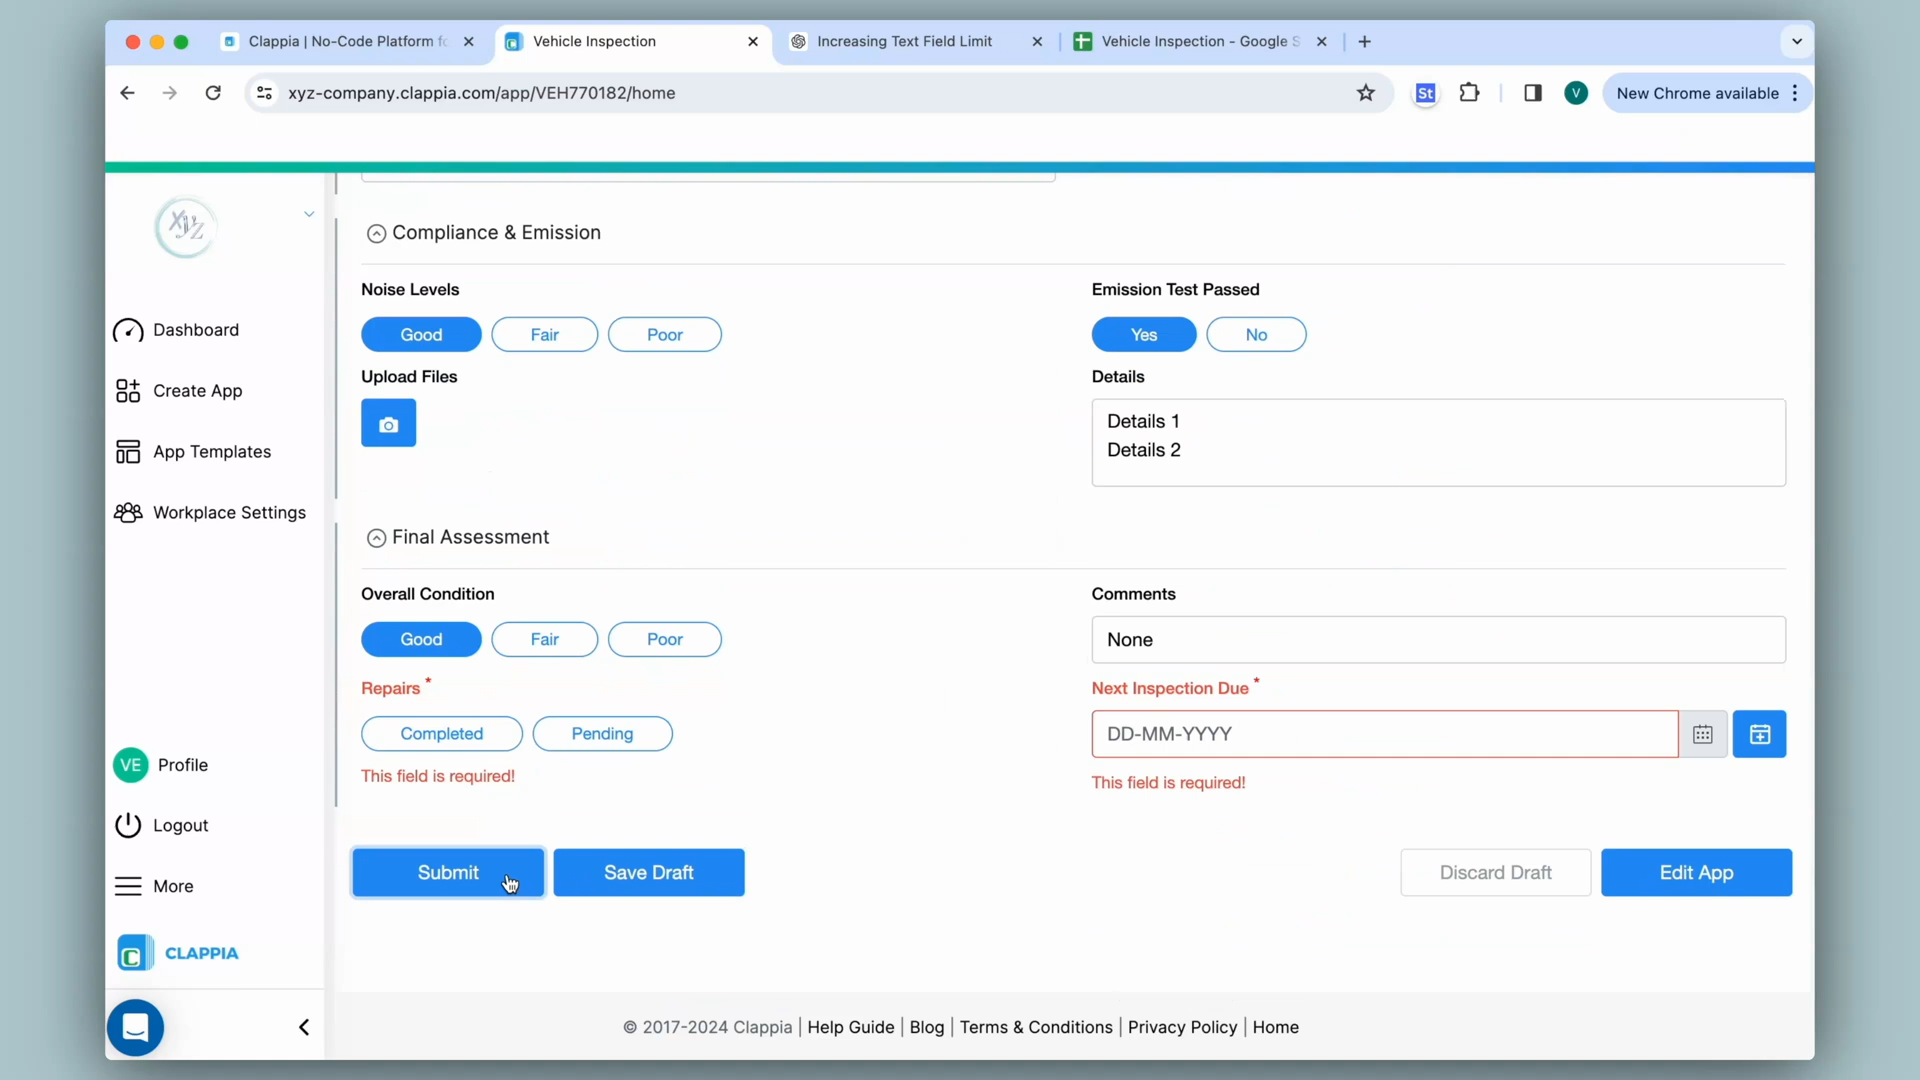 Clappia | No-Code Platform fo
Vehicle Inspection
Increasing Text Field Limit
Vehicle Inspection - Google S
xyz-company.clappia.com/app/VEH770182/home
St
V
New Chrome available
xyz
Dashboard
Create App
App Templates
Workplace Settings
VE Profile
Logout
More
C CLAPPIA
Compliance & Emission
Noise Levels
Good Fair Poor
Emission Test Passed
Yes No
Upload Files
Details
Details 1
Details 2
Final Assessment
Overall Condition
Good Fair Poor
Comments
None
Repairs *
Completed Pending
This field is required!
Next Inspection Due *
DD-MM-YYYY
This field is required!
Submit Save Draft
Discard Draft Edit App
© 2017-2024 Clappia | Help Guide | Blog | Terms & Conditions | Privacy Policy | Home